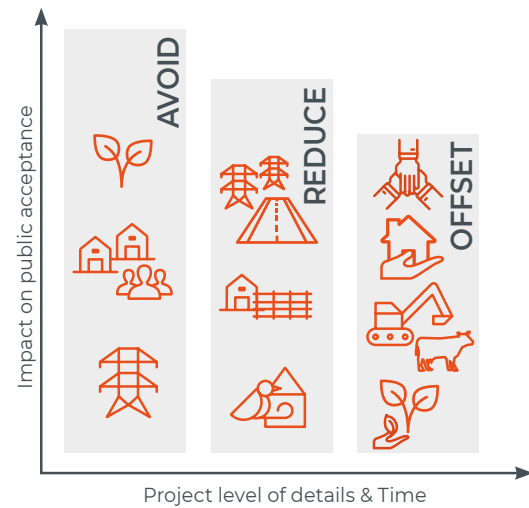 AVOID
REDUCE
OFFSET
Impact on public acceptance
Project level of details & Time